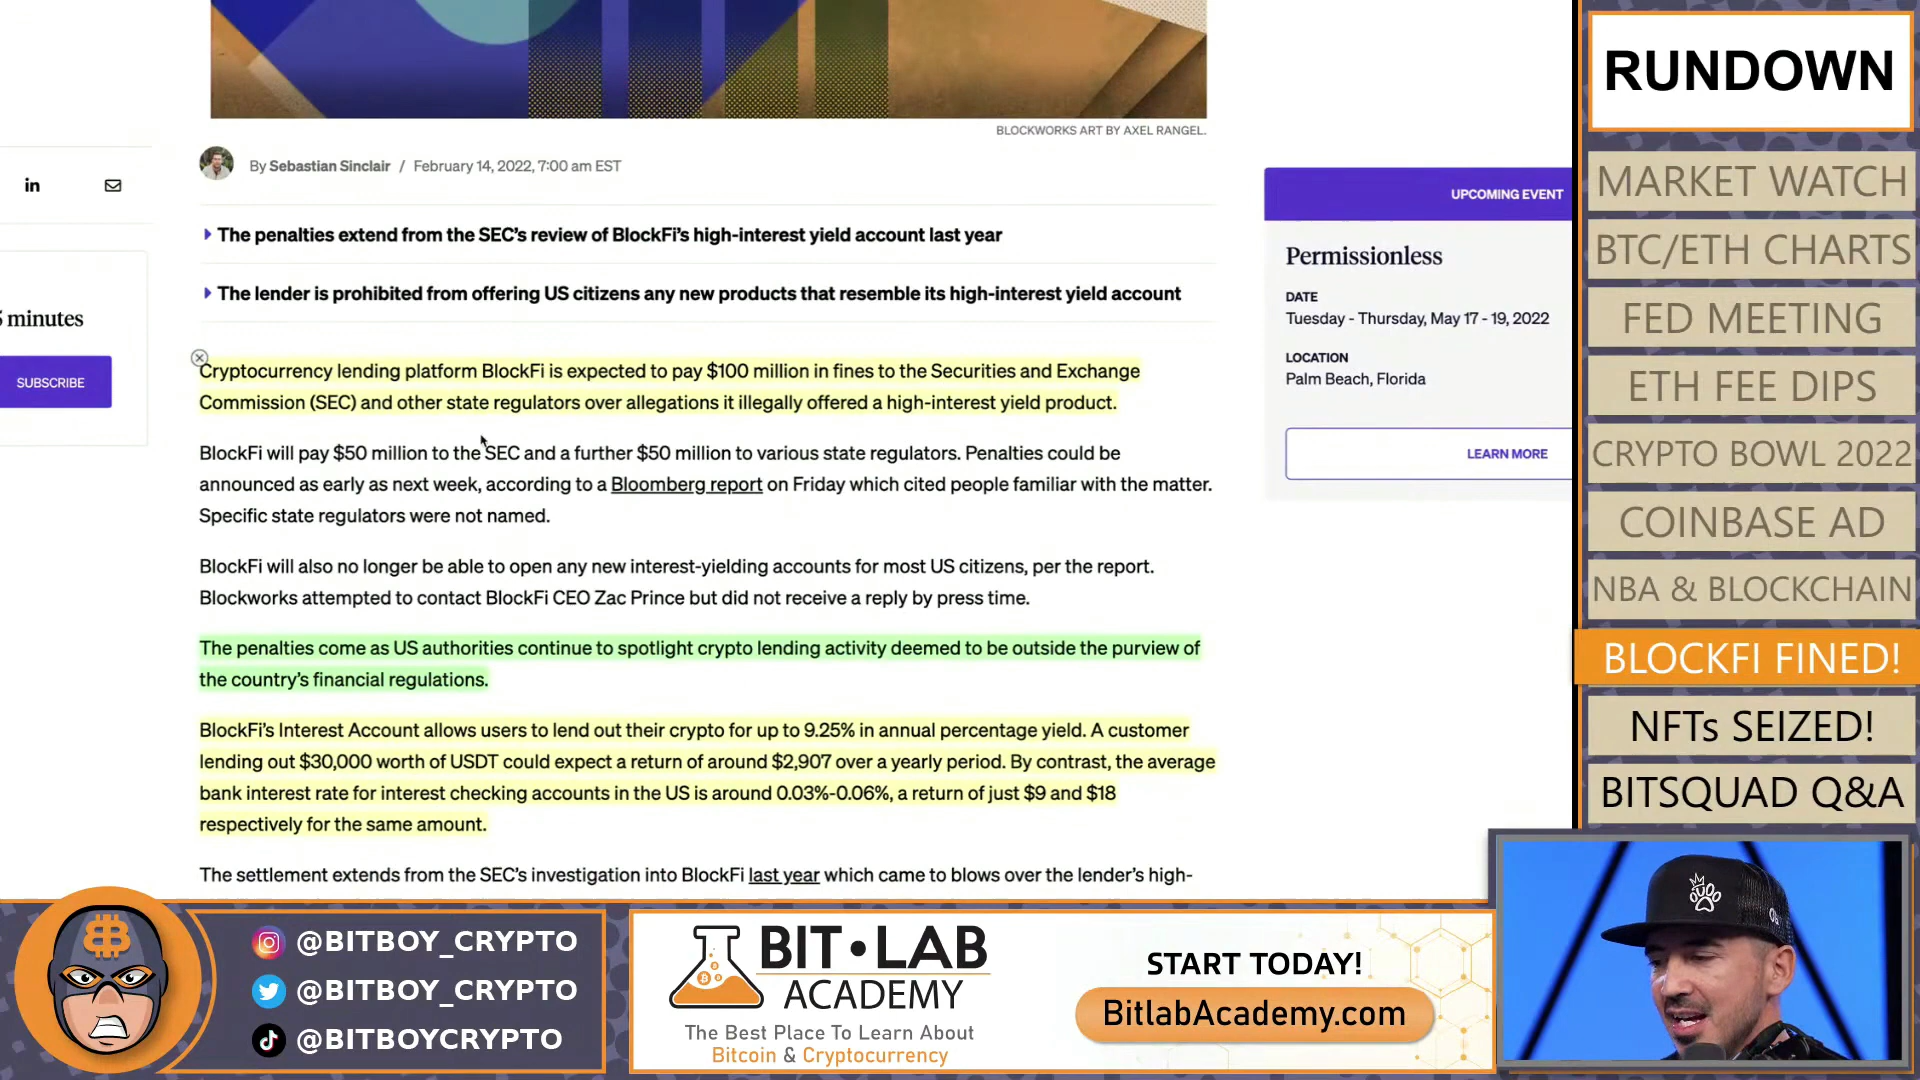 BLOCKWORKS ART BY AXEL RANGEL.
By Sebastian Sinclair / February 14, 2022, 7:00 am EST
The penalties extend from the SEC’s review of BlockFi’s high-interest yield account last year
The lender is prohibited from offering US citizens any new products that resemble its high-interest yield account
Cryptocurrency lending platform BlockFi is expected to pay $100 million in fines to the Securities and Exchange
Commission (SEC) and other state regulators over allegations it illegally offered a high-interest yield product.
BlockFi will pay $50 million to the SEC and a further $50 million to various state regulators. Penalties could be
announced as early as next week, according to a Bloomberg report on Friday which cited people familiar with the matter.
Specific state regulators were not named.
BlockFi will also no longer be able to open any new interest-yielding accounts for most US citizens, per the report.
Blockworks attempted to contact BlockFi CEO Zac Prince but did not receive a reply by press time.
The penalties come as US authorities continue to spotlight crypto lending activity deemed to be outside the purview of
the country’s financial regulations.
BlockFi’s Interest Account allows users to lend out their crypto for up to 9.25% in annual percentage yield. A customer
lending out $30,000 worth of USDT could expect a return of around $2,907 over a yearly period. By contrast, the average
bank interest rate for interest checking accounts in the US is around 0.03%-0.06%, a return of just $9 and $18
respectively for the same amount.
The settlement extends from the SEC’s investigation into BlockFi last year which came to blows over the lender’s high-
in
5 minutes
SUBSCRIBE
UPCOMING EVENT
Permissionless
DATE
Tuesday - Thursday, May 17 - 19, 2022
LOCATION
Palm Beach, Florida
LEARN MORE
RUNDOWN
MARKET WATCH
BTC/ETH CHARTS
FED MEETING
ETH FEE DIPS
CRYPTO BOWL 2022
COINBASE AD
NBA & BLOCKCHAIN
BLOCKFI FINED!
NFTs SEIZED!
BITSQUAD Q&A
@BITBOY_CRYPTO
@BITBOY_CRYPTO
@BITBOYCRYPTO
BIT•LAB
ACADEMY
The Best Place To Learn About
Bitcoin & Cryptocurrency
START TODAY!
BitlabAcademy.com